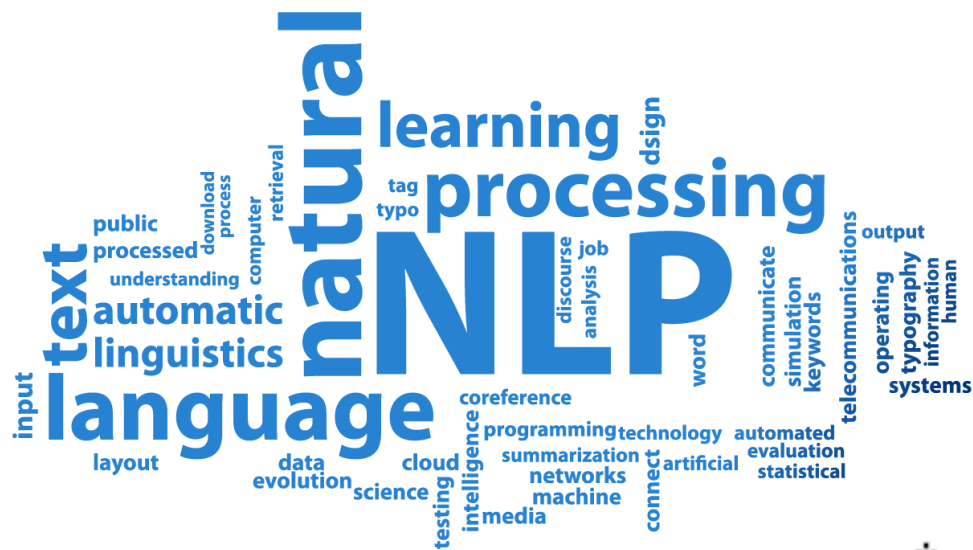 natural
learning
dsign
retrieval
tag
processing
download
process
typo
computer
public
output
text
processed
NLP
discourse
job
communicate
telecommunications
understanding
analysis
simulation
operating
typography
information
human
automatic
keywords
linguistics
word
systems
input
language
coreference
intelligence
programming
technology
automated
layout
data
cloud
summarization
connect
artificial
evaluation
statistical
evolution
science
networks
testing
machine
media